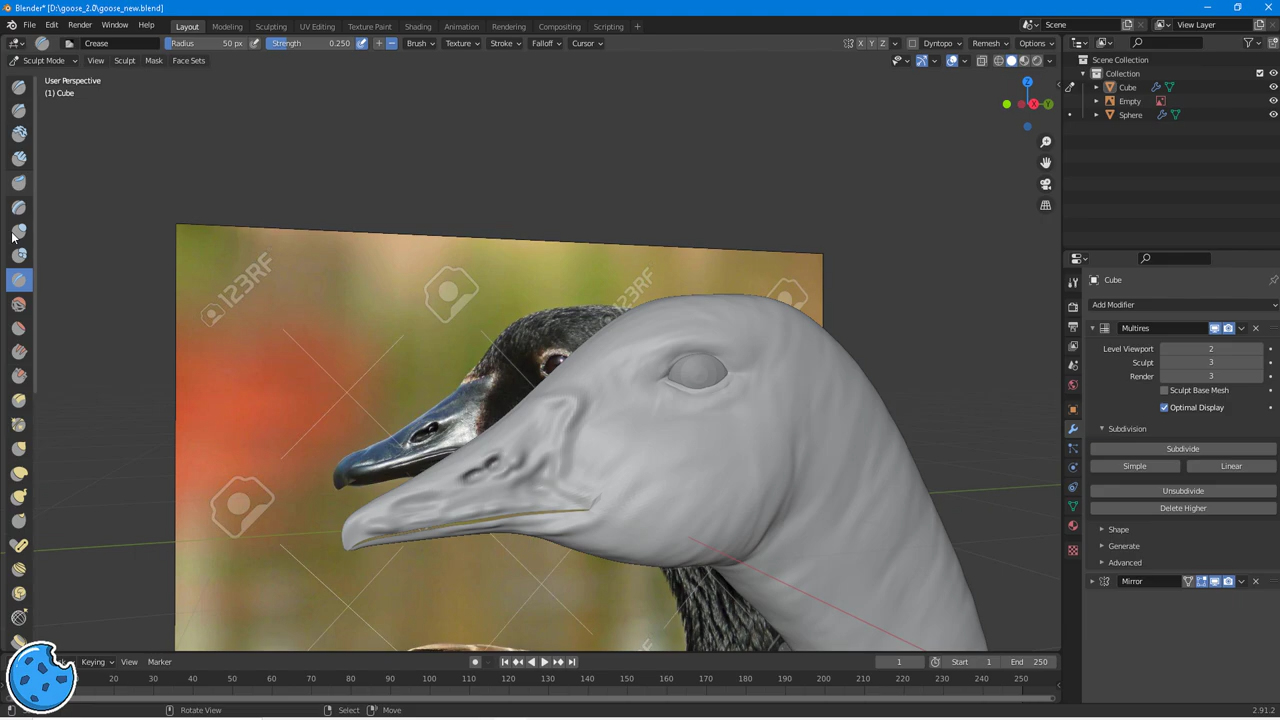 Blender* [D:\goose_2.0\goose_new.blend]
File Edit Render Window Help Layout Modeling Sculpting UV Editing Texture Paint Shading Animation Rendering Compositing Scripting Scene View Layer
Crease Radius 50 px Strength 0.250 Brush Texture Stroke Falloff Cursor X Y Z Dyntopo Remesh Options
Sculpt Mode View Sculpt Mask Face Sets
User Perspective
(1) Cube
Z
X
Y
Scene Collection
Collection
Cube
Empty
Sphere
123RF
123RF
Cube
Add Modifier
Multires
Level Viewport 2
Sculpt 3
Render 3
Sculpt Base Mesh
Optimal Display
Subdivision
Subdivide
Simple Linear
Unsubdivide
Delete Higher
Shape
Generate
Advanced
Mirror
Keying View Marker 1 Start 1 End 250
20 30 40 50 60 70 80 90 100 110 120 130 140 150 160 170 180 190 200 210 220 230 240 250
Rotate View Select Move 2.91.2